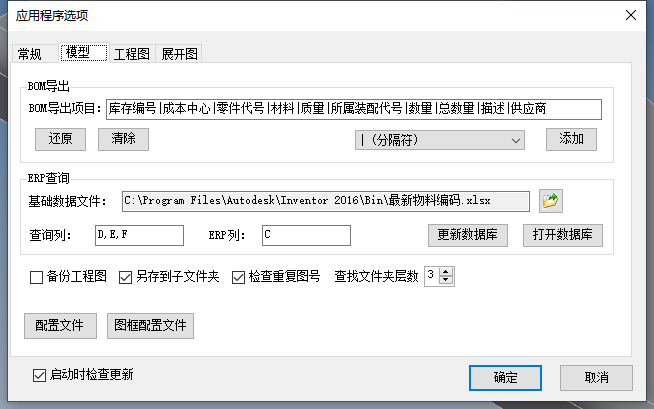 应用程序选项
常规 模型 工程图 展开图
BOM导出
BOM导出项目: 库存编号|成本中心|零件代号|材料|质量|所属装配代号|数量|总数量|描述|供应商
还原 清除 |（分隔符） 添加
ERP查询
基础数据文件: C:\Program Files\Autodesk\Inventor 2016\Bin\最新物料编码.xlsx
查询列: D,E,F ERP列: C 更新数据库 打开数据库
备份工程图 另存到子文件夹 检查重复图号 查找文件夹层数 3
配置文件 图框配置文件
启动时检查更新 确定 取消